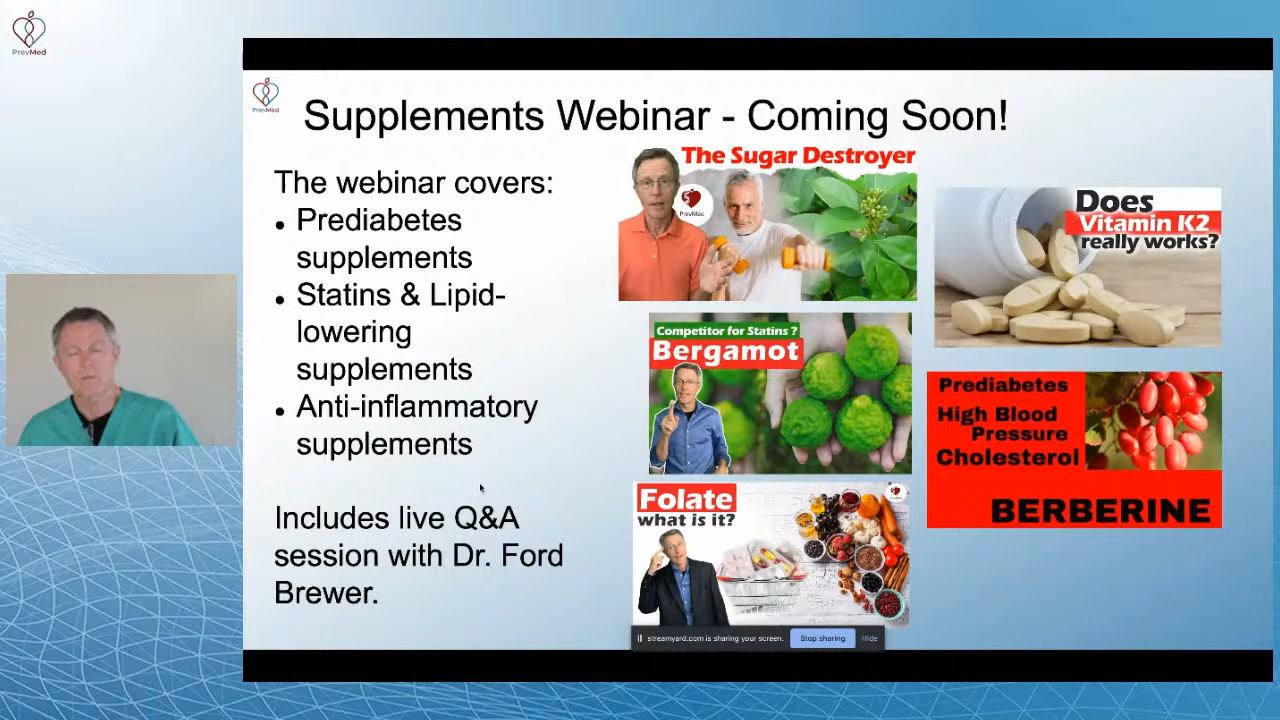 PrevMed
PrevMed
Supplements Webinar - Coming Soon!
The webinar covers:
• Prediabetes
supplements
• Statins & Lipid-
lowering
supplements
• Anti-inflammatory
supplements
Includes live Q&A
session with Dr. Ford
Brewer.
The Sugar Destroyer
PrevMed
Does
Vitamin K2
really works?
Competitor for Statins ?
Bergamot
Prediabetes
High Blood
Pressure
Cholesterol
BERBERINE
Folate
what is it?
streamyard.com is sharing your screen.
Stop sharing
Hide